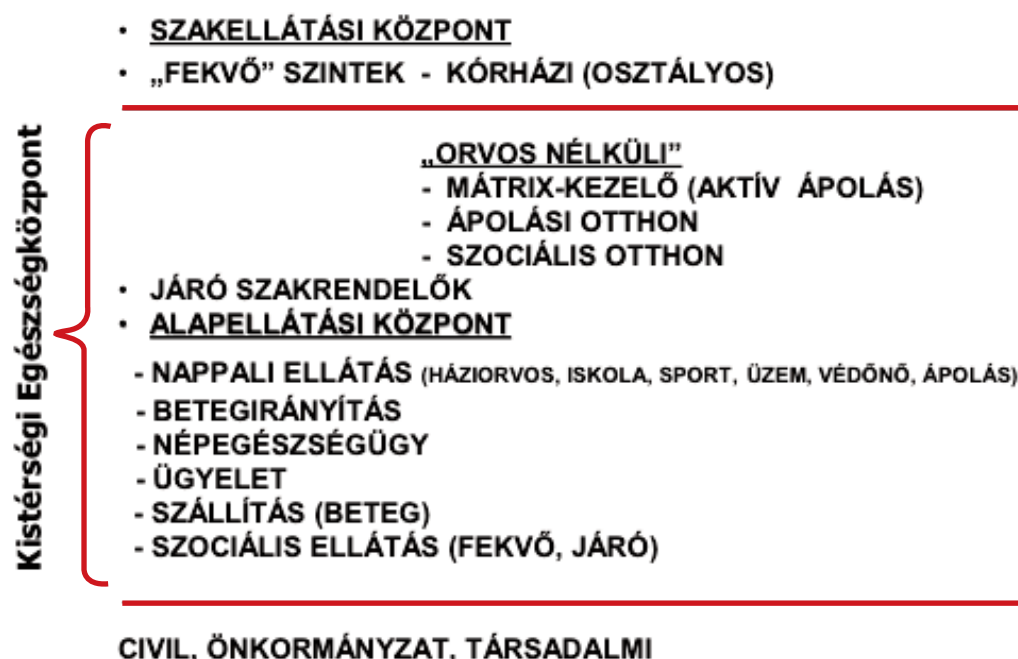 • SZAKELLÁTÁSI KÖZPONT
• „FEKVŐ” SZINTEK - KÓRHÁZI (OSZTÁLYOS)
Kistérségi Egészségközpont
„ORVOS NÉLKÜLI”
- MÁTRIX-KEZELŐ (AKTÍV ÁPOLÁS)
- ÁPOLÁSI OTTHON
- SZOCIÁLIS OTTHON
• JÁRÓ SZAKRENDELŐK
• ALAPELLÁTÁSI KÖZPONT
- NAPPALI ELLÁTÁS (HÁZIORVOS, ISKOLA, SPORT, ÜZEM, VÉDŐNŐ, ÁPOLÁS)
- BETEGIRÁNYÍTÁS
- NÉPEGÉSZSÉGÜGY
- ÜGYELET
- SZÁLLÍTÁS (BETEG)
- SZOCIÁLIS ELLÁTÁS (FEKVŐ, JÁRÓ)
CIVIL, ÖNKORMÁNYZAT, TÁRSADALMI